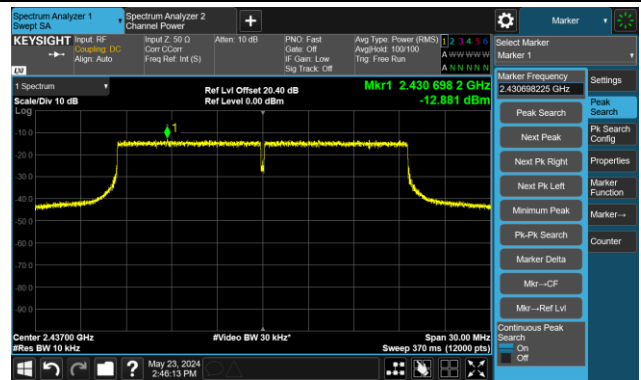 Spectrum Analyzer 1
Swept SA
Spectrum Analyzer 2
Channel Power
Marker
KEYSIGHT
Input: RF
Coupling: DC
Align: Auto
Input Z: 50 Ω
Corr CCorr
Freq Ref: Int (S)
Atten: 10 dB
PNO: Fast
Gate: Off
IF Gain: Low
Sig Track: Off
Avg Type: Power (RMS)
Avg|Hold: 100/100
Trig: Free Run
1 2 3 4 5 6
A W W W W W
A N N N N N
LXI
Select Marker
Marker 1
1 Spectrum
Scale/Div 10 dB
Log
Ref Lvl Offset 20.40 dB
Ref Level 0.00 dBm
Mkr1 2.430 698 2 GHz
-12.881 dBm
1
-10.0
-20.0
-30.0
-40.0
-50.0
-60.0
-70.0
-80.0
-90.0
Center 2.43700 GHz
#Res BW 10 kHz
#Video BW 30 kHz*
Span 30.00 MHz
Sweep 370 ms (12000 pts)
Marker Frequency
2.430698225 GHz
Peak Search
Next Peak
Next Pk Right
Next Pk Left
Minimum Peak
Pk-Pk Search
Marker Delta
Mkr→CF
Mkr→Ref Lvl
Continuous Peak
Search
On
Off
Settings
Peak
Search
Pk Search
Config
Properties
Marker
Function
Marker→
Counter
?
May 23, 2024
2:46:13 PM